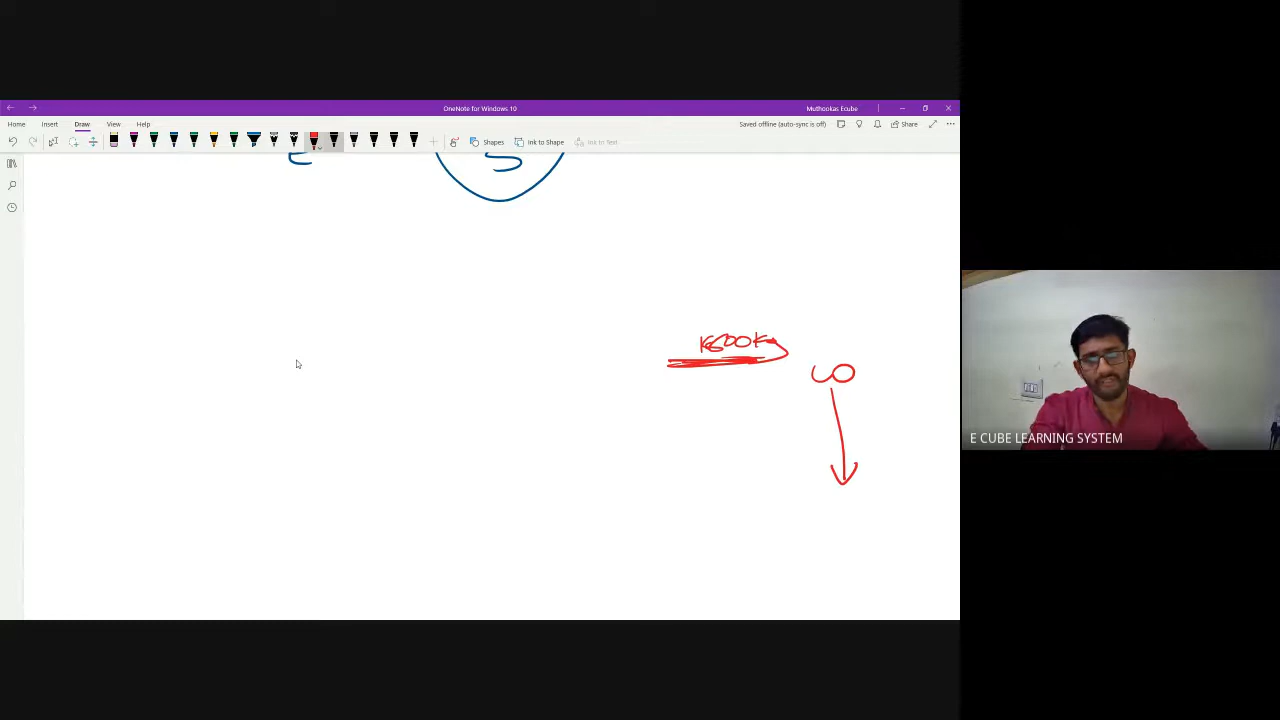 OneNote for Windows 10
Muthookas Ecube
Home Insert Draw View Help
Saved offline (auto-sync is off)
Share
Shapes
Ink to Shape
Ink to Text
E
S
1600Kg
E CUBE LEARNING SYSTEM